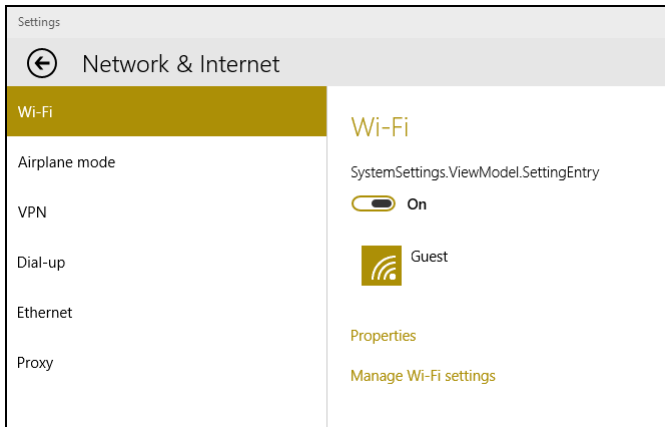 Settings
Network & Internet
Wi-Fi
Airplane mode
VPN
Dial-up
Ethernet
Proxy
Wi-Fi
SystemSettings.ViewModel.SettingEntry
On
Guest
Properties
Manage Wi-Fi settings